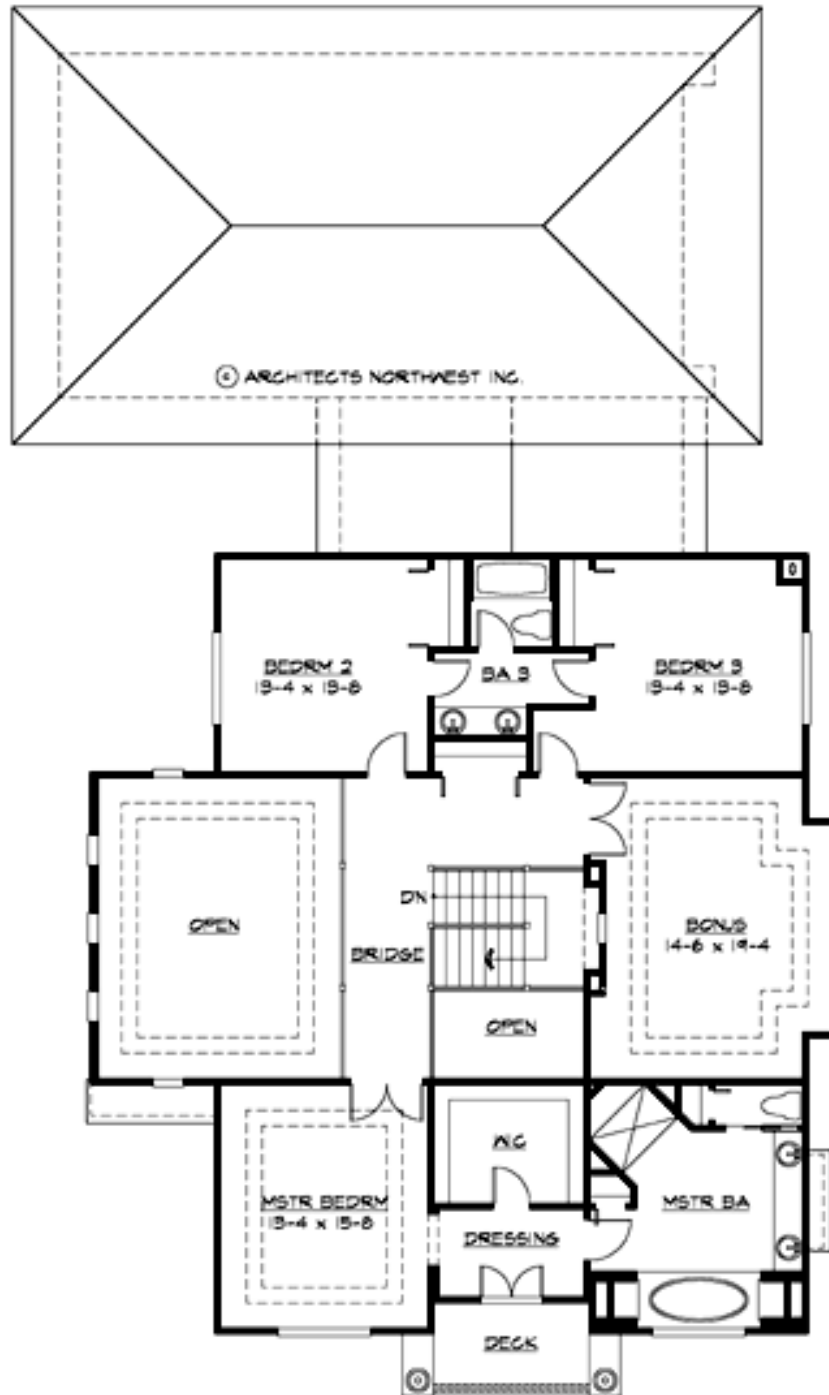 © ARCHITECTS NORTHWEST INC.
BEDRM 2
13-4 x 13-8
BA 3
BEDRM 3
13-4 x 13-8
OPEN
DN
BRIDGE
BONUS
14-6 x 19-4
OPEN
W.C
MSTR BEDRM
13-4 x 15-8
MSTR BA
DRESSING
DECK